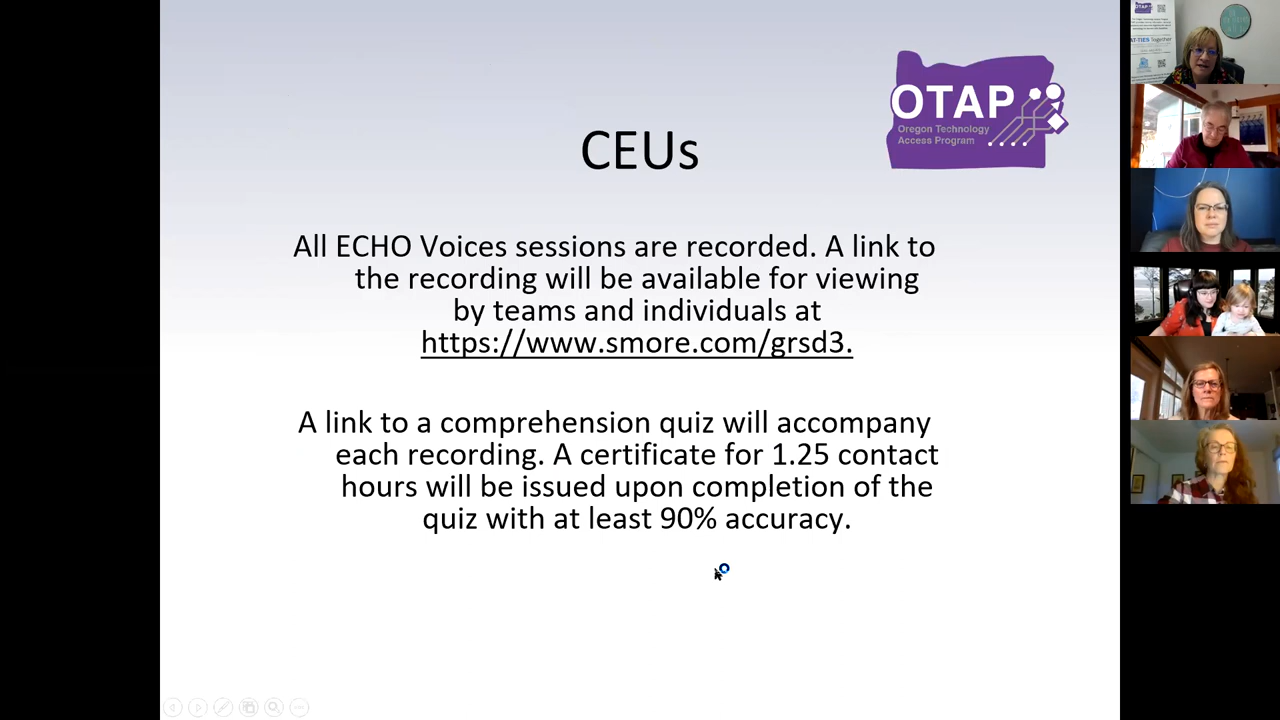 OTAP
Oregon Technology
Access Program
CEUs
All ECHO Voices sessions are recorded. A link to
the recording will be available for viewing
by teams and individuals at
https://www.smore.com/grsd3.
A link to a comprehension quiz will accompany
each recording. A certificate for 1.25 contact
hours will be issued upon completion of the
quiz with at least 90% accuracy.
OTAP